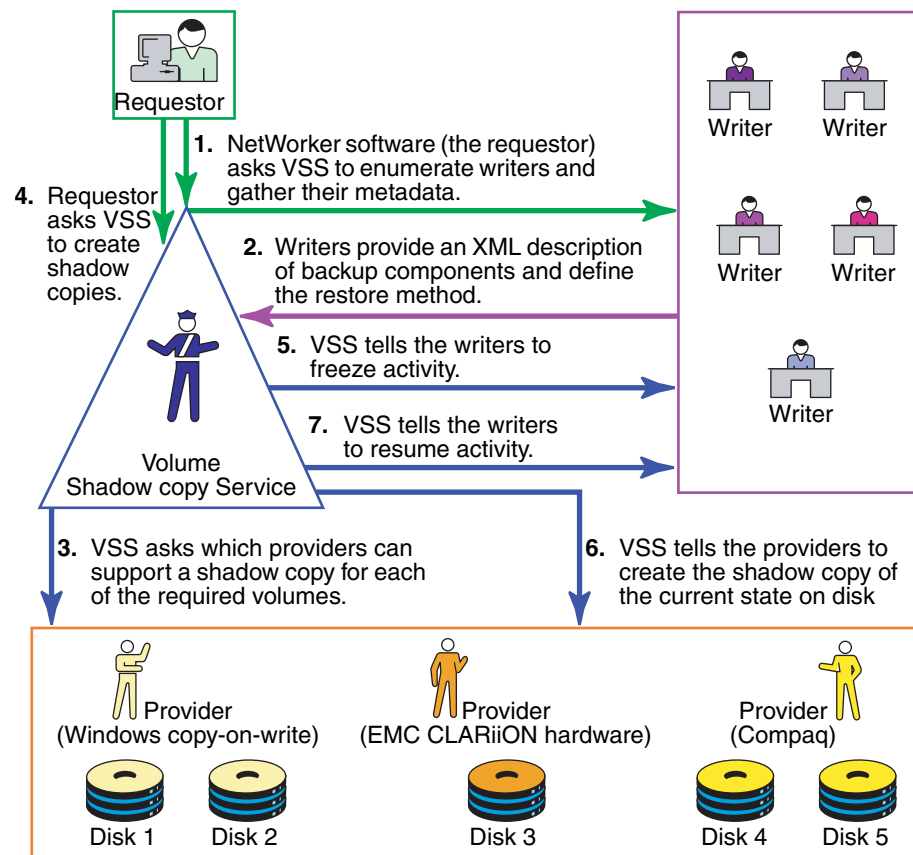 Requestor
1. NetWorker software (the requestor)
asks VSS to enumerate writers and
gather their metadata.
4. Requestor
asks VSS
to create
shadow
copies.
2. Writers provide an XML description
of backup components and define
the restore method.
5. VSS tells the writers to
freeze activity.
7. VSS tells the writers
to resume activity.
Writer
Writer
Writer
Writer
Writer
Volume
Shadow copy Service
3. VSS asks which providers can
support a shadow copy for each
of the required volumes.
6. VSS tells the providers to
create the shadow copy of
the current state on disk
Provider
(Windows copy-on-write)
Provider
(EMC CLARiiON hardware)
Provider
(Compaq)
Disk 1
Disk 2
Disk 3
Disk 4
Disk 5